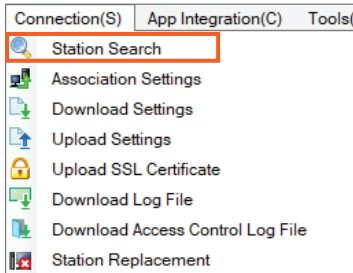 Connection(S) App Integration(C) Tools(
Station Search
Association Settings
Download Settings
Upload Settings
Upload SSL Certificate
Download Log File
Download Access Control Log File
Station Replacement